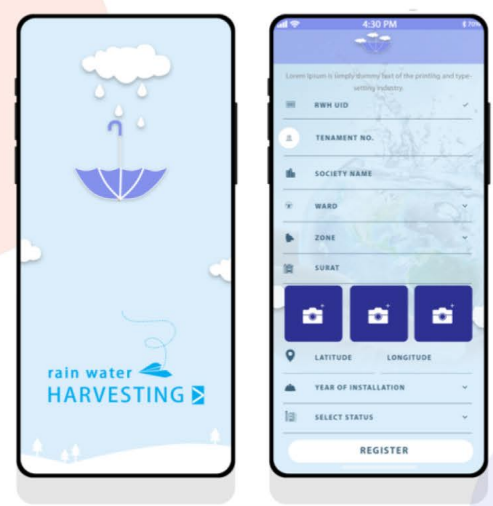 rain water
HARVESTING
4:30 PM
70%
Lorem Ipsum is simply dummy text of the printing and type-
setting industry.
RWH UID
TENAMENT NO.
SOCIETY NAME
WARD
ZONE
SURAT
LATITUDE LONGITUDE
YEAR OF INSTALLATION
SELECT STATUS
REGISTER